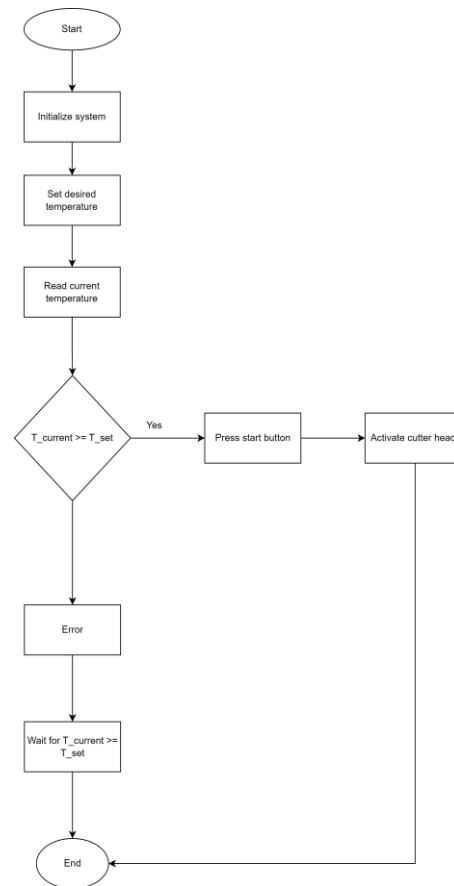 Start
Initialize system
Set desired
temperature
Read current
temperature
T_current >= T_set
Yes
Press start button
Activate cutter head
Error
Wait for T_current >=
T_set
End